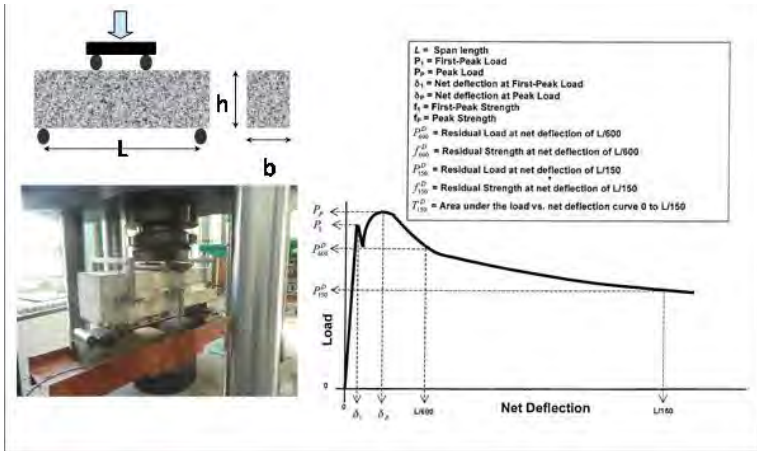 h
L
b
L = Span length
P₁ = First-Peak Load
Pₚ = Peak Load
δ₁ = Net deflection at First-Peak Load
δₚ = Net deflection at Peak Load
f₁ = First-Peak Strength
fₚ = Peak Strength
P^D_600 = Residual Load at net deflection of L/600
f^D_600 = Residual Strength at net deflection of L/600
P^D_150 = Residual Load at net deflection of L/150
f^D_150 = Residual Strength at net deflection of L/150
T^D_150 = Area under the load vs. net deflection curve 0 to L/150
Pₚ
P₁
P^D_600
P^D_150
Load
0
0
δ₁
δₚ
L/600
Net Deflection
L/150